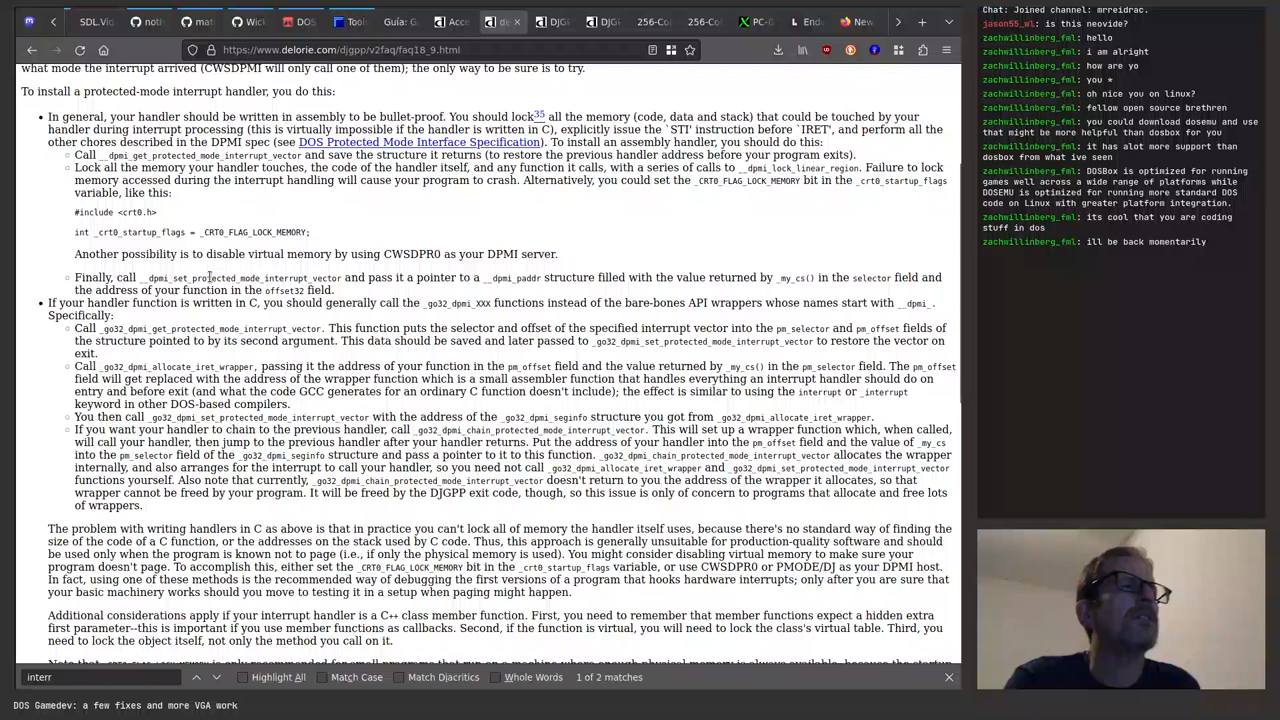 SDL.Vig
noth
mat
Wick
DOS
Tools
Guía: G
Acce
de
DJG
DJGP
256-Col
256-Col
PC-G
Lend
New
https://www.delorie.com/djgpp/v2faq/faq18_9.html
what mode the interrupt arrived (CWSDPMI will only call one of them); the only way to be sure is to try.
To install a protected-mode interrupt handler, you do this:
• In general, your handler should be written in assembly to be bullet-proof. You should lock35 all the memory (code, data and stack) that could be touched by your
handler during interrupt processing (this is virtually impossible if the handler is written in C), explicitly issue the `STI' instruction before `IRET', and perform all the
other chores described in the DPMI spec (see DOS Protected Mode Interface Specification). To install an assembly handler, you should do this:
Call __dpmi_get_protected_mode_interrupt_vector and save the structure it returns (to restore the previous handler address before your program exits).
Lock all the memory your handler touches, the code of the handler itself, and any function it calls, with a series of calls to __dpmi_lock_linear_region. Failure to lock
memory accessed during the interrupt handling will cause your program to crash. Alternatively, you could set the _CRT0_FLAG_LOCK_MEMORY bit in the _crt0_startup_flags
variable, like this:
#include <crt0.h>
int _crt0_startup_flags = _CRT0_FLAG_LOCK_MEMORY;
Another possibility is to disable virtual memory by using CWSDPR0 as your DPMI server.
Finally, call __dpmi_set_protected_mode_interrupt_vector and pass it a pointer to a __dpmi_paddr structure filled with the value returned by _my_cs() in the selector field and
the address of your function in the offset32 field.
• If your handler function is written in C, you should generally call the _go32_dpmi_XXX functions instead of the bare-bones API wrappers whose names start with __dpmi_.
Specifically:
Call _go32_dpmi_get_protected_mode_interrupt_vector. This function puts the selector and offset of the specified interrupt vector into the pm_selector and pm_offset fields of
the structure pointed to by its second argument. This data should be saved and later passed to _go32_dpmi_set_protected_mode_interrupt_vector to restore the vector on
exit.
Call _go32_dpmi_allocate_iret_wrapper, passing it the address of your function in the pm_offset field and the value returned by _my_cs() in the pm_selector field. The pm_offset
field will get replaced with the address of the wrapper function which is a small assembler function that handles everything an interrupt handler should do on
entry and before exit (and what the code GCC generates for an ordinary C function doesn't include); the effect is similar to using the interrupt or _interrupt
keyword in other DOS-based compilers.
You then call _go32_dpmi_set_protected_mode_interrupt_vector with the address of the _go32_dpmi_seginfo structure you got from _go32_dpmi_allocate_iret_wrapper.
If you want your handler to chain to the previous handler, call _go32_dpmi_chain_protected_mode_interrupt_vector. This will set up a wrapper function which, when called,
will call your handler, then jump to the previous handler after your handler returns. Put the address of your handler into the pm_offset field and the value of _my_cs
into the pm_selector field of the _go32_dpmi_seginfo structure and pass a pointer to it to this function. _go32_dpmi_chain_protected_mode_interrupt_vector allocates the wrapper
internally, and also arranges for the interrupt to call your handler, so you need not call _go32_dpmi_allocate_iret_wrapper and _go32_dpmi_set_protected_mode_interrupt_vector
functions yourself. Also note that currently, _go32_dpmi_chain_protected_mode_interrupt_vector doesn't return to you the address of the wrapper it allocates, so that
wrapper cannot be freed by your program. It will be freed by the DJGPP exit code, though, so this issue is only of concern to programs that allocate and free lots
of wrappers.
The problem with writing handlers in C as above is that in practice you can't lock all of memory the handler itself uses, because there's no standard way of finding the
size of the code of a C function, or the addresses on the stack used by C code. Thus, this approach is generally unsuitable for production-quality software and should
be used only when the program is known not to page (i.e., if only the physical memory is used). You might consider disabling virtual memory to make sure your
program doesn't page. To accomplish this, either set the _CRT0_FLAG_LOCK_MEMORY bit in the _crt0_startup_flags variable, or use CWSDPR0 or PMODE/DJ as your DPMI host.
In fact, using one of these methods is the recommended way of debugging the first versions of a program that hooks hardware interrupts; only after you are sure that
your basic machinery works should you move to testing it in a setup when paging might happen.
Additional considerations apply if your interrupt handler is a C++ class member function. First, you need to remember that member functions expect a hidden extra
first parameter--this is important if you use member functions as callbacks. Second, if the function is virtual, you will need to lock the class's virtual table. Third, you
need to lock the object itself, not only the method you call on it.
interr
Highlight All
Match Case
Match Diacritics
Whole Words
1 of 2 matches
DOS Gamedev: a few fixes and more VGA work
Chat: Joined channel: mrreidrac.
jason55_wl: is this neovide?
zachwillinberg_fml: hello
zachwillinberg_fml: i am alright
zachwillinberg_fml: how are yo
zachwillinberg_fml: you *
zachwillinberg_fml: oh nice you on linux?
zachwillinberg_fml: fellow open source brethren
zachwillinberg_fml: you could download dosemu and use
that might be more helpful than dosbox for you
zachwillinberg_fml: it has alot more support than
dosbox from what ive seen
zachwillinberg_fml: DOSBox is optimized for running
games well across a wide range of platforms while
DOSEMU is optimized for running more standard DOS
code on Linux with greater platform integration.
zachwillinberg_fml: its cool that you are coding
stuff in dos
zachwillinberg_fml: ill be back momentarily